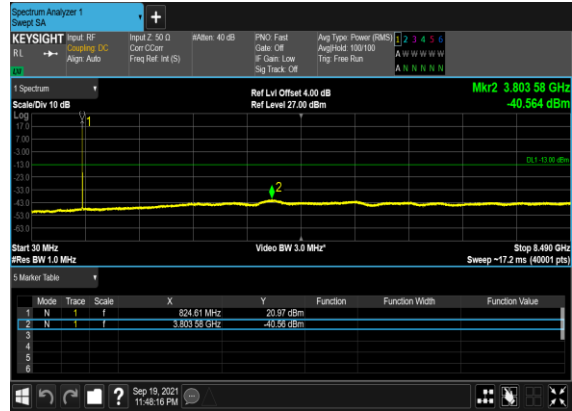 Spectrum Analyzer 1
Swept SA
+
KEYSIGHT Input: RF Input Z: 50 Ω #Atten: 40 dB PNO: Fast Avg Type: Power (RMS) 1 2 3 4 5 6
RL Coupling: DC Corr CCorr Gate: Off Avg|Hold: 100/100 A W W W W W
Align: Auto Freq Ref: Int (S) IF Gain: Low Trig: Free Run
Sig Track: Off A N N N N N
1 Spectrum Ref Lvl Offset 4.00 dB Mkr2 3.803 58 GHz
Scale/Div 10 dB Ref Level 27.00 dBm -40.564 dBm
Log
17.0
1
7.00
-3.00
-13.0
DL1 -13.00 dBm
-23.0
-33.0
2
-43.0
-53.0
-63.0
Start 30 MHz Video BW 3.0 MHz* Stop 8.490 GHz
#Res BW 1.0 MHz Sweep ~17.2 ms (40001 pts)
5 Marker Table
Mode Trace Scale X Y Function Function Width Function Value
1 N 1 f 824.61 MHz 20.97 dBm
2 N 1 f 3.803 58 GHz -40.56 dBm
3
4
5
6
? Sep 19, 2021
11:48:16 PM